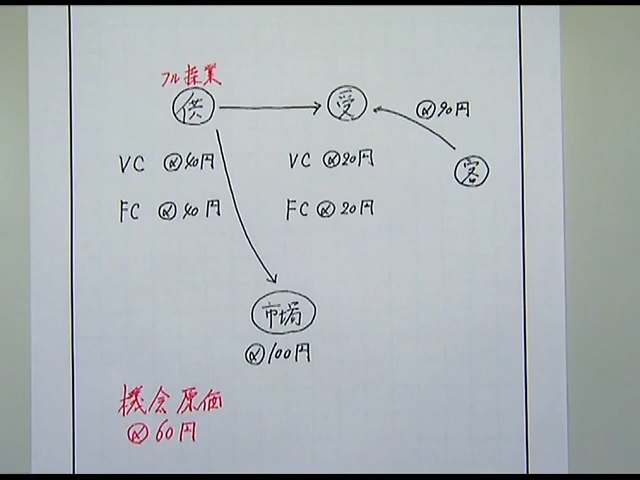 フル操業
供 受 @90円
客
VC @40円 VC @20円
FC @40円 FC @20円
市場
@100円
機会原価
@60円